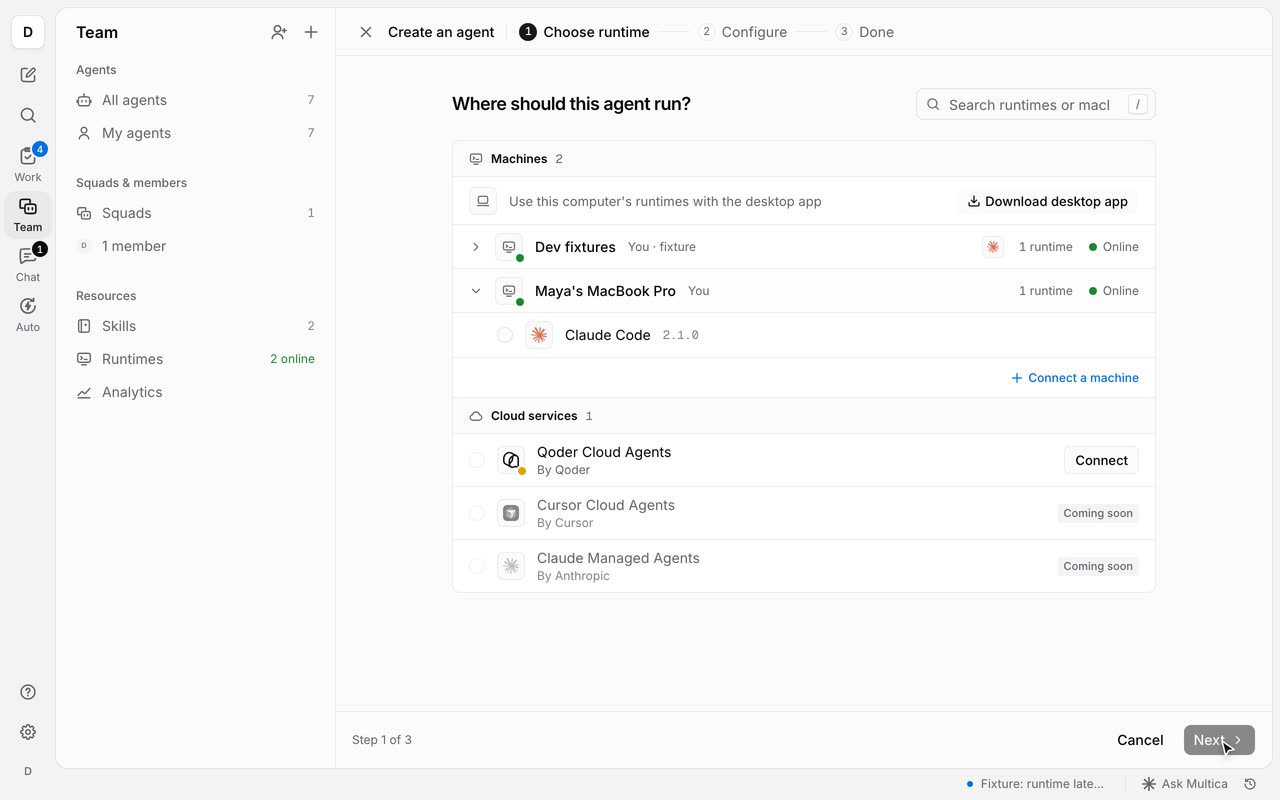 D
Work
4
Team
Chat
1
Auto
D
Team
Agents
All agents 7
My agents 7
Squads & members
Squads 1
D 1 member
Resources
Skills 2
Runtimes 2 online
Analytics
Create an agent 1 Choose runtime 2 Configure 3 Done
Where should this agent run?
Search runtimes or macl /
Machines 2
Use this computer's runtimes with the desktop app Download desktop app
Dev fixtures You · fixture 1 runtime Online
Maya's MacBook Pro You 1 runtime Online
Claude Code 2.1.0
+ Connect a machine
Cloud services 1
Qoder Cloud Agents
By Qoder
Connect
Cursor Cloud Agents
By Cursor
Coming soon
Claude Managed Agents
By Anthropic
Coming soon
Step 1 of 3 Cancel Next
Fixture: runtime late... Ask Multica